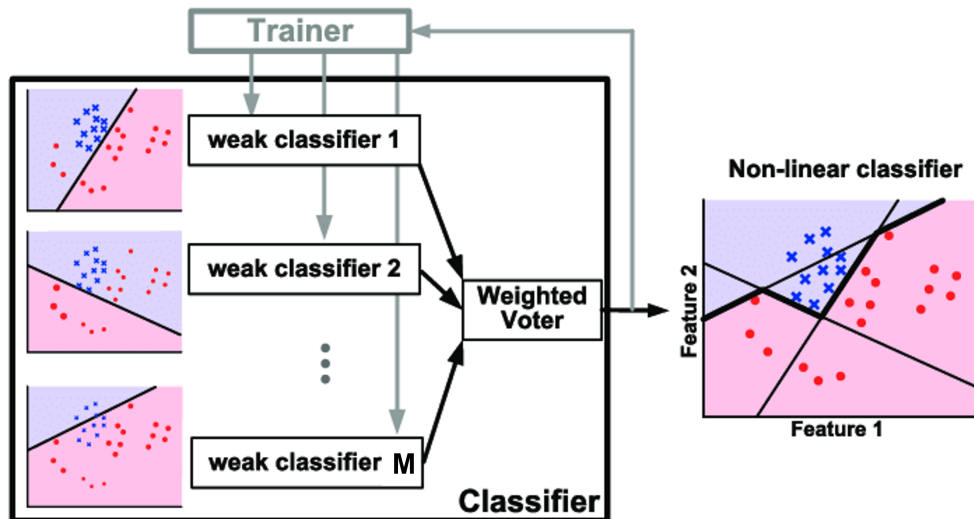 Trainer
weak classifier 1
weak classifier 2
weak classifier M
Weighted
Voter
Classifier
Non-linear classifier
Feature 2
Feature 1